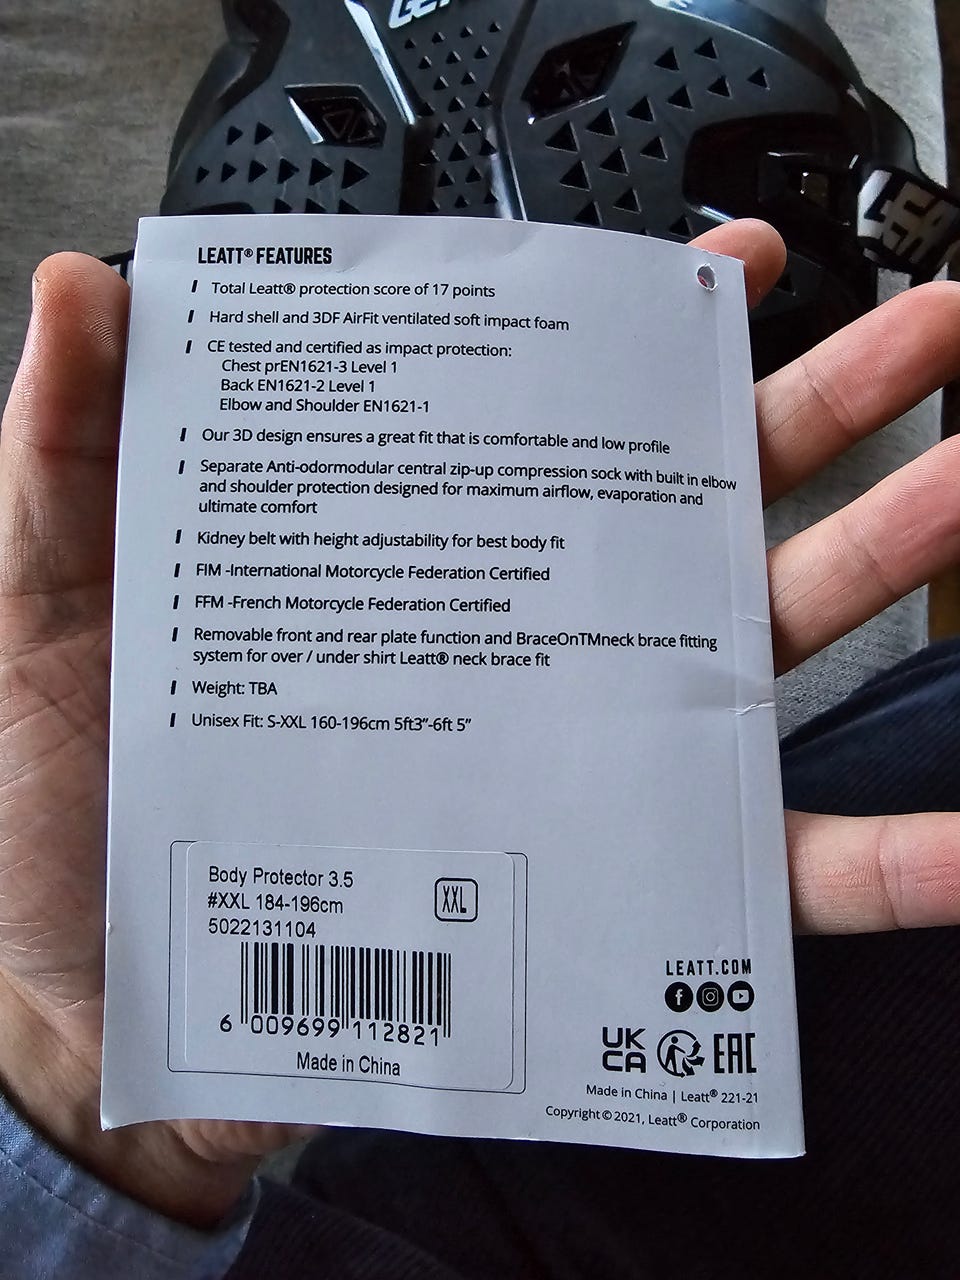 LEATT® FEATURES
Total Leatt® protection score of 17 points
Hard shell and 3DF AirFit ventilated soft impact foam
CE tested and certified as impact protection:
Chest prEN1621-3 Level 1
Back EN1621-2 Level 1
Elbow and Shoulder EN1621-1
Our 3D design ensures a great fit that is comfortable and low profile
Separate Anti-odormodular central zip-up compression sock with built in elbow
and shoulder protection designed for maximum airflow, evaporation and
ultimate comfort
Kidney belt with height adjustability for best body fit
FIM -International Motorcycle Federation Certified
FFM -French Motorcycle Federation Certified
Removable front and rear plate function and BraceOnTMneck brace fitting
system for over / under shirt Leatt® neck brace fit
Weight: TBA
Unisex Fit: S-XXL 160-196cm 5ft3”-6ft 5”
Body Protector 3.5
#XXL 184-196cm
5022131104
XXL
6 009699 112821
Made in China
LEATT.COM
UK
CA
EAC
Made in China | Leatt® 221-21
Copyright © 2021, Leatt® Corporation